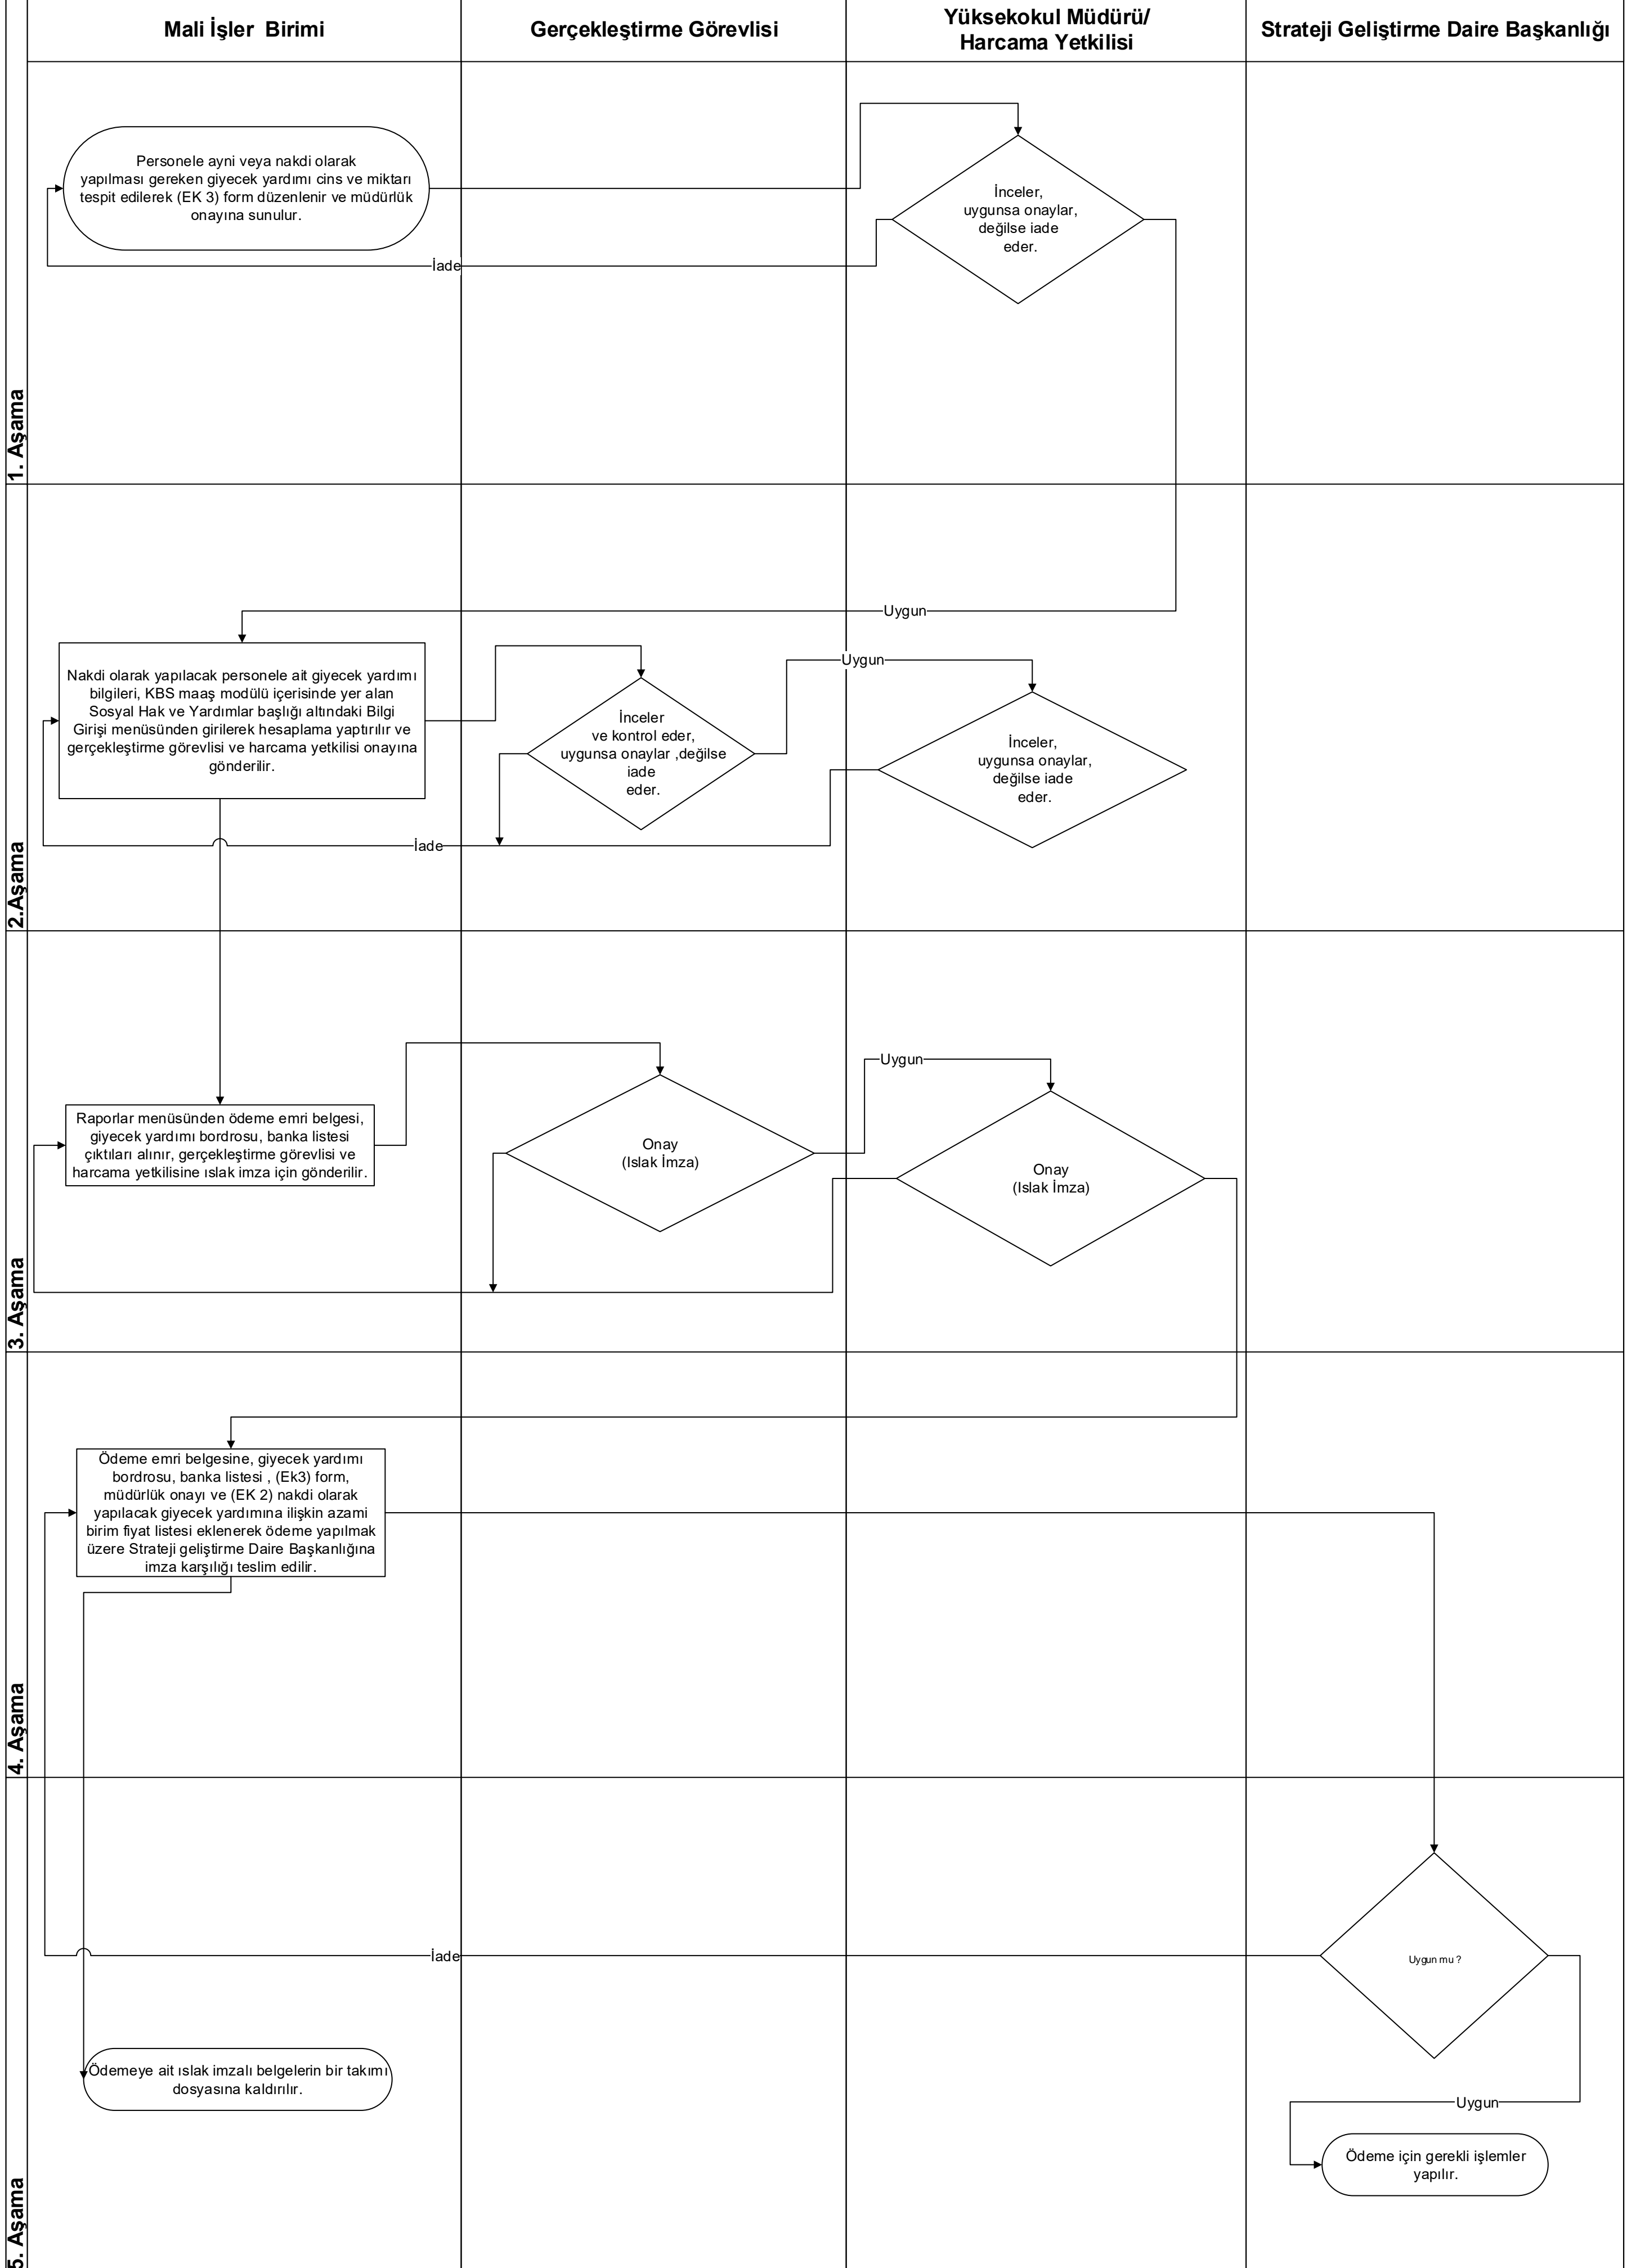 Mali İşler  Birimi
Gerçekleştirme Görevlisi
Yüksekokul Müdürü/
Harcama Yetkilisi
Strateji Geliştirme Daire Başkanlığı
1. Aşama
Personele ayni veya nakdi olarak
yapılması gereken giyecek yardımı cins ve miktarı
tespit edilerek (EK 3) form düzenlenir ve müdürlük
onayına sunulur.
İnceler,
uygunsa onaylar,
değilse iade
eder.
İade
2.Aşama
Uygun
Nakdi olarak yapılacak personele ait giyecek yardımı
bilgileri, KBS maaş modülü içerisinde yer alan
Sosyal Hak ve Yardımlar başlığı altındaki Bilgi
Girişi menüsünden girilerek hesaplama yaptırılır ve
gerçekleştirme görevlisi ve harcama yetkilisi onayına
gönderilir.
İnceler
ve kontrol eder,
uygunsa onaylar ,değilse
iade
eder.
Uygun
İnceler,
uygunsa onaylar,
değilse iade
eder.
İade
3. Aşama
Raporlar menüsünden ödeme emri belgesi,
giyecek yardımı bordrosu, banka listesi
çıktıları alınır, gerçekleştirme görevlisi ve
harcama yetkilisine ıslak imza için gönderilir.
Onay
(Islak İmza)
Uygun
Onay
(Islak İmza)
4. Aşama
Ödeme emri belgesine, giyecek yardımı
bordrosu, banka listesi , (Ek3) form,
müdürlük onayı ve (EK 2) nakdi olarak
yapılacak giyecek yardımına ilişkin azami
birim fiyat listesi eklenerek ödeme yapılmak
üzere Strateji geliştirme Daire Başkanlığına
imza karşılığı teslim edilir.
5. Aşama
Uygun mu ?
İade
Ödemeye ait ıslak imzalı belgelerin bir takımı
dosyasına kaldırılır.
Uygun
Ödeme için gerekli işlemler
yapılır.